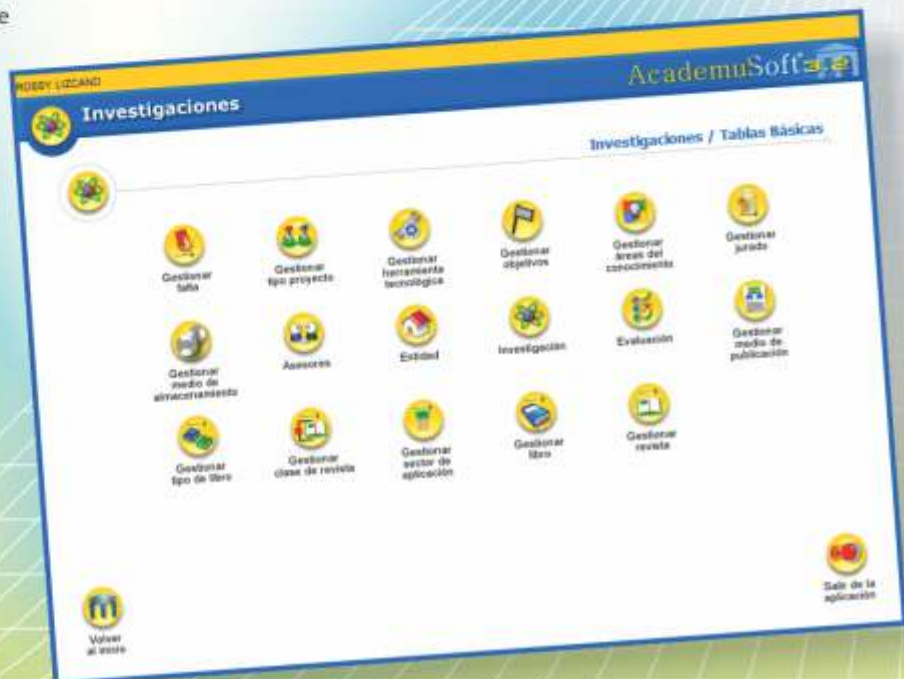 e
ROBBY LIZCANO
AcademuSoft 3.2
Investigaciones
Investigaciones / Tablas Básicas
Gestionar
falta
Gestionar
tipo proyecto
Gestionar
herramienta
tecnológica
Gestionar
objetivos
Gestionar
áreas del
conocimiento
Gestionar
jurado
Gestionar
medio de
almacenamiento
Asesores
Entidad
Investigación
Evaluación
Gestionar
medio de
publicación
Gestionar
tipo de libro
Gestionar
clase de revista
Gestionar
sector de
aplicación
Gestionar
libro
Gestionar
revista
Volver
al inicio
Salir de la
aplicación